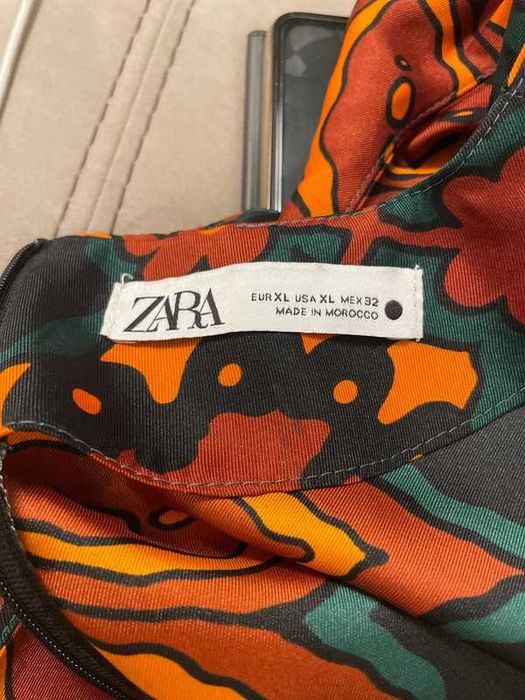 ZARA
EUR XL USA XL MEX 32
MADE IN MOROCCO